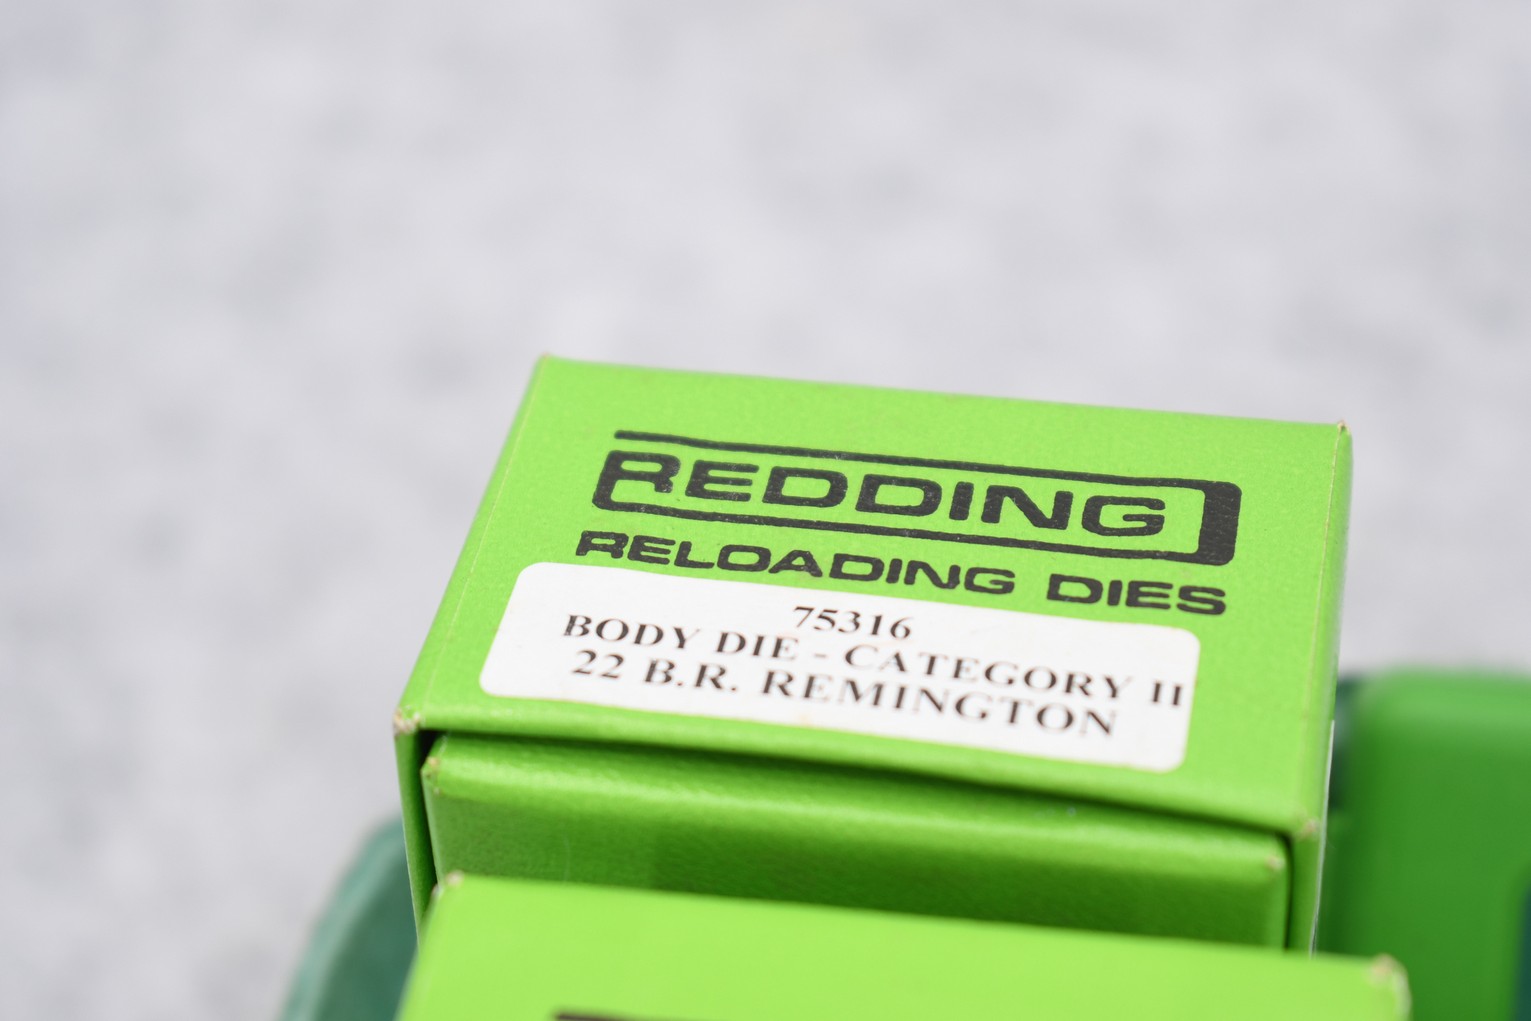 REDDING
RELOADING DIES
75316
BODY DIE - CATEGORY II
22 B.R. REMINGTON